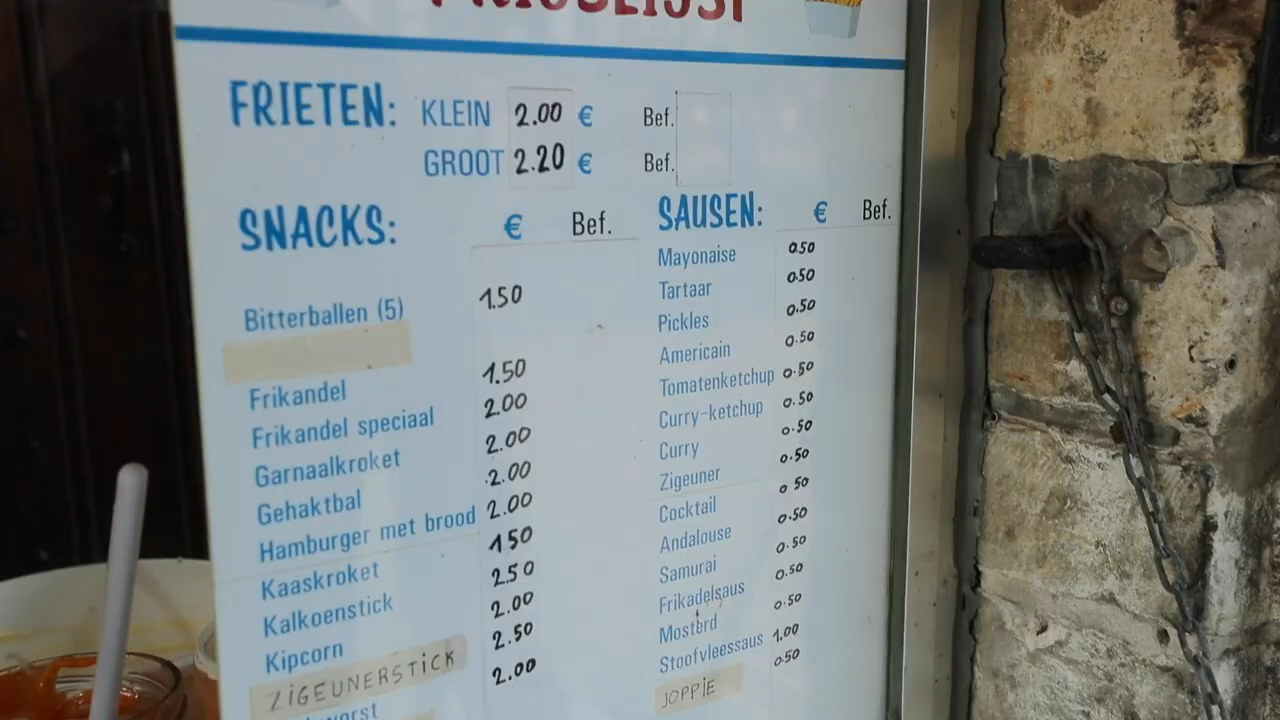 PRIJSLIJST
FRIETEN: KLEIN 2.00 € Bef.
GROOT 2.20 € Bef.
SNACKS: € Bef.
Bitterballen (5) 1.50
Frikandel 1.50
Frikandel speciaal 2.00
Garnaalkroket 2.00
Gehaktbal 2.00
Hamburger met brood 2.00
Kaaskroket 150
Kalkoenstick 250
Kipcorn 2.00
ZIGEUNERSTICK 2.50
2.00
SAUSEN: € Bef.
Mayonaise 0.50
Tartaar 0.50
Pickles 0.50
Americain 0.50
Tomatenketchup 0.50
Curry-ketchup 0.50
Curry 0.50
Zigeuner 0.50
Cocktail 0 50
Andalouse 0.50
Samurai 0.50
Frikadelsaus 0.50
Mosterd 0.50
Stoofvleessaus 1.00
JOPPIE 0.50